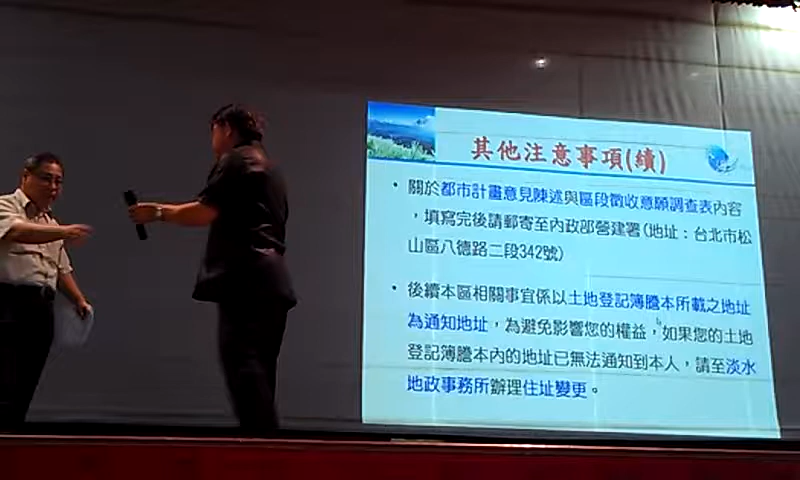 其他注意事項(續)
• 關於都市計畫意見陳述與區段徵收意願調查表內容
，填寫完後請郵寄至內政部營建署(地址：台北市松
山區八德路二段342號)
• 後續本區相關事宜係以土地登記簿謄本所載之地址
為通知地址，為避免影響您的權益，如果您的土地
登記簿謄本內的地址已無法通知到本人，請至淡水
地政事務所辦理住址變更。